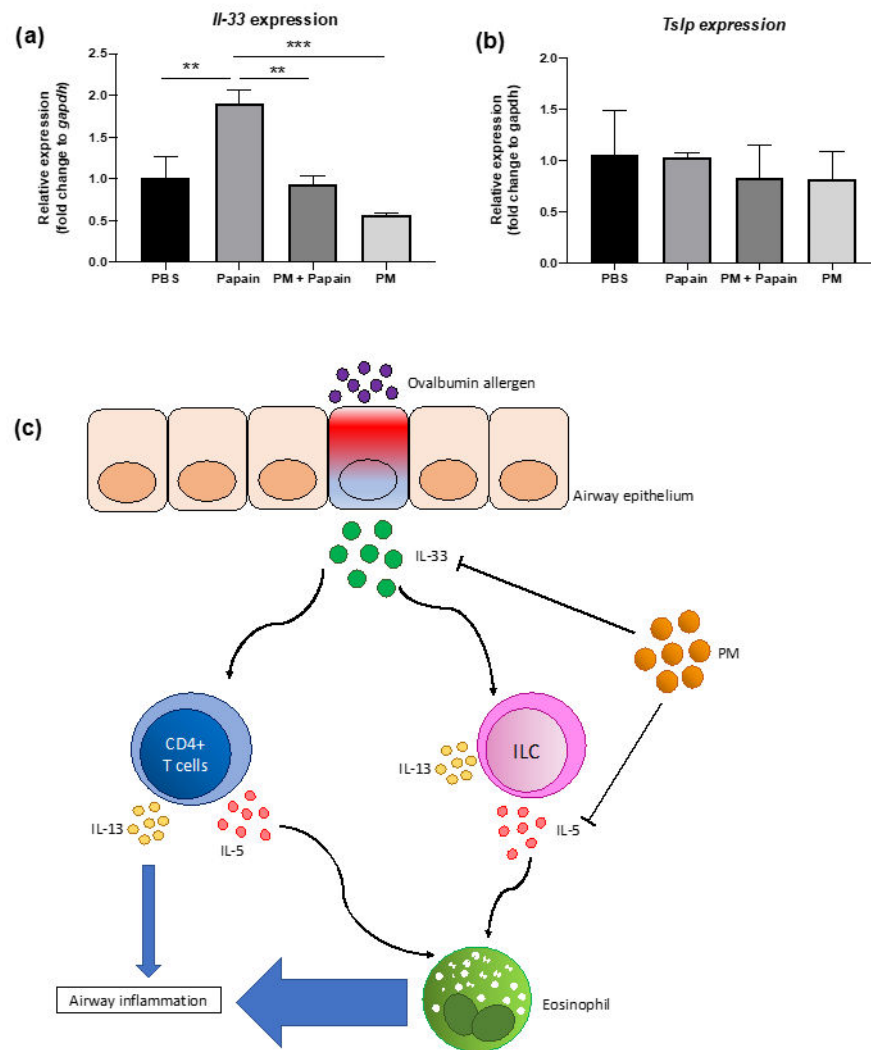 (a)
Il-33 expression
Relative expression
(fold change to gapdh)
2.5
2.0
1.5
1.0
0.5
0.0
**
***
**
PBS
Papain
PM + Papain
PM
(b)
Tslp expression
Relative expression
(fold change to gapdh)
2.0
1.5
1.0
0.5
0.0
PBS
Papain
PM + Papain
PM
(c)
Ovalbumin allergen
Airway epithelium
IL-33
PM
CD4+
T cells
IL-13
IL-5
ILC
IL-13
IL-5
Airway inflammation
Eosinophil